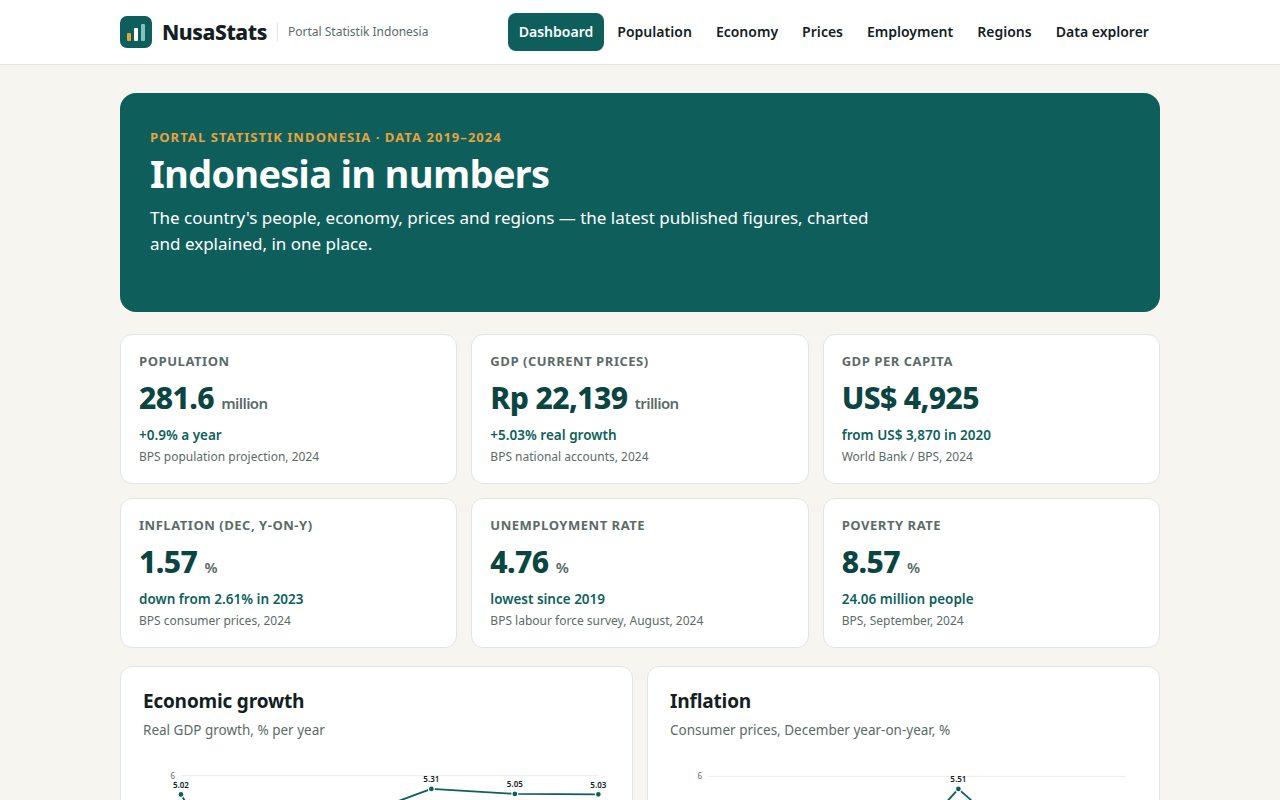 NusaStats
Portal Statistik Indonesia
Dashboard
Population
Economy
Prices
Employment
Regions
Data explorer
PORTAL STATISTIK INDONESIA · DATA 2019–2024
Indonesia in numbers
The country's people, economy, prices and regions — the latest published figures, charted
and explained, in one place.
POPULATION
281.6 million
+0.9% a year
BPS population projection, 2024
GDP (CURRENT PRICES)
Rp 22,139 trillion
+5.03% real growth
BPS national accounts, 2024
GDP PER CAPITA
US$ 4,925
from US$ 3,870 in 2020
World Bank / BPS, 2024
INFLATION (DEC, Y-ON-Y)
1.57 %
down from 2.61% in 2023
BPS consumer prices, 2024
UNEMPLOYMENT RATE
4.76 %
lowest since 2019
BPS labour force survey, August, 2024
POVERTY RATE
8.57 %
24.06 million people
BPS, September, 2024
Economic growth
Real GDP growth, % per year
6
5.02
5.31
5.05
5.03
Inflation
Consumer prices, December year-on-year, %
6
5.51